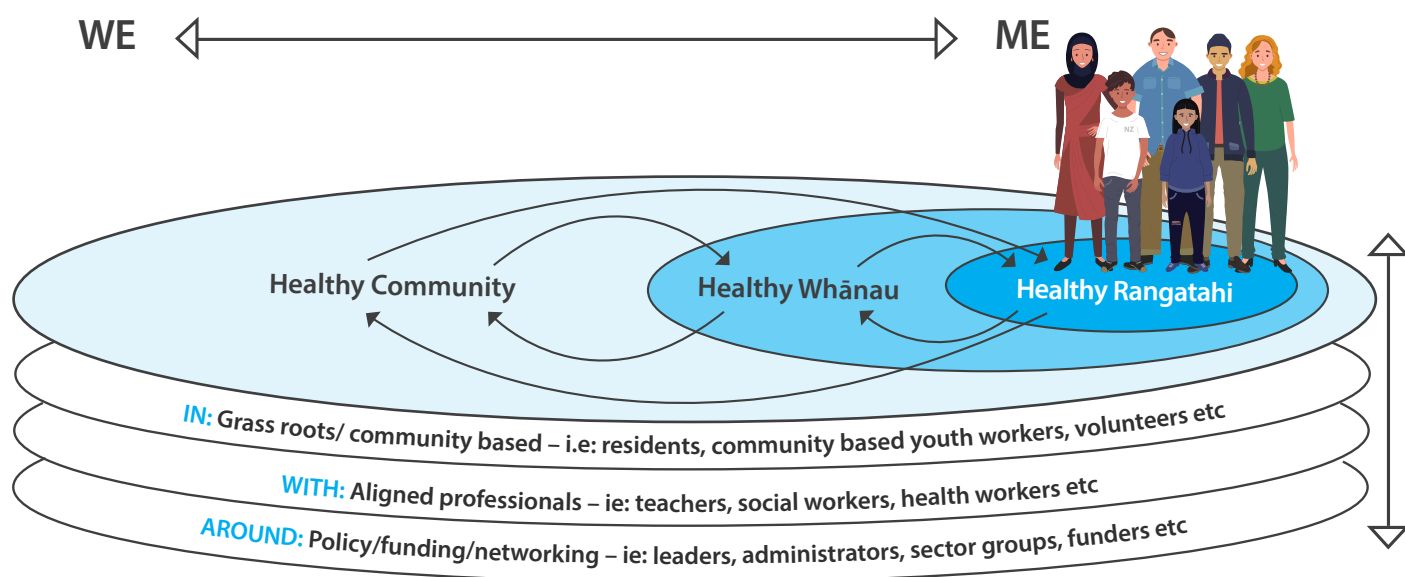 WE
ME
NZ
Healthy Community
Healthy Whānau
Healthy Rangatahi
IN: Grass roots/ community based – i.e: residents, community based youth workers, volunteers etc
WITH: Aligned professionals – ie: teachers, social workers, health workers etc
AROUND: Policy/funding/networking – ie: leaders, administrators, sector groups, funders etc